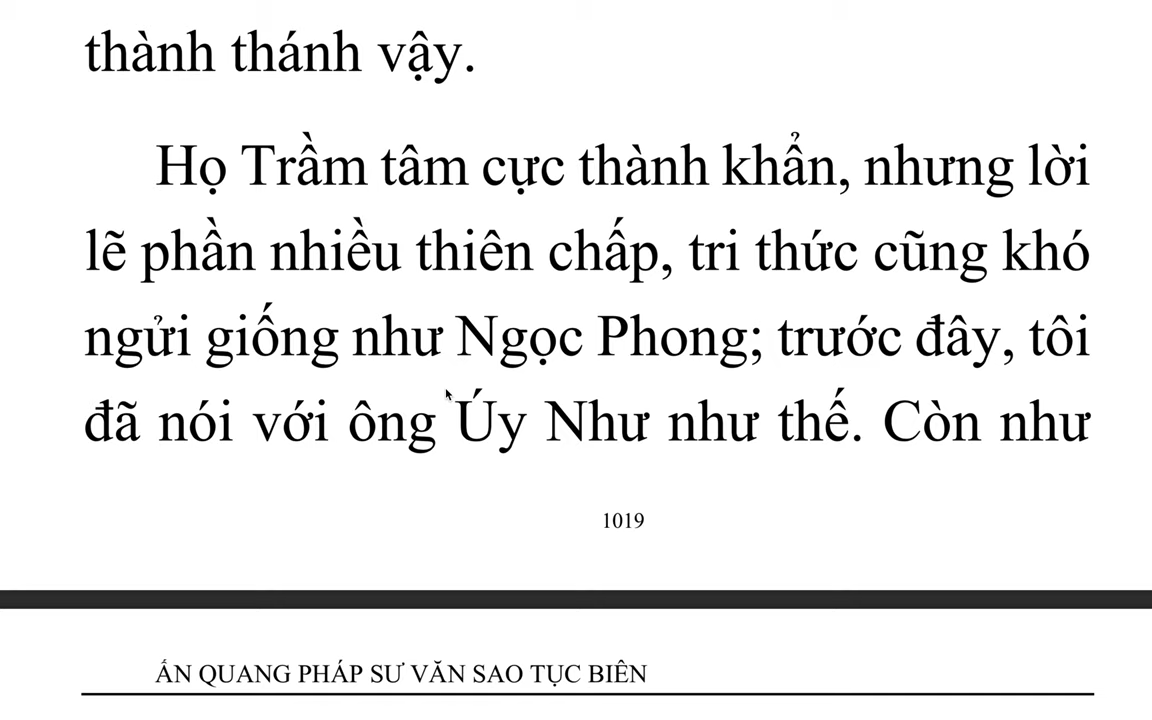 thành thánh vậy.
Họ Trầm tâm cực thành khẩn, nhưng lời
lẽ phần nhiều thiên chấp, tri thức cũng khó
ngửi giống như Ngọc Phong; trước đây, tôi
đã nói với ông Úy Như như thế. Còn như
1019
ẤN QUANG PHÁP SƯ VĂN SAO TỤC BIÊN